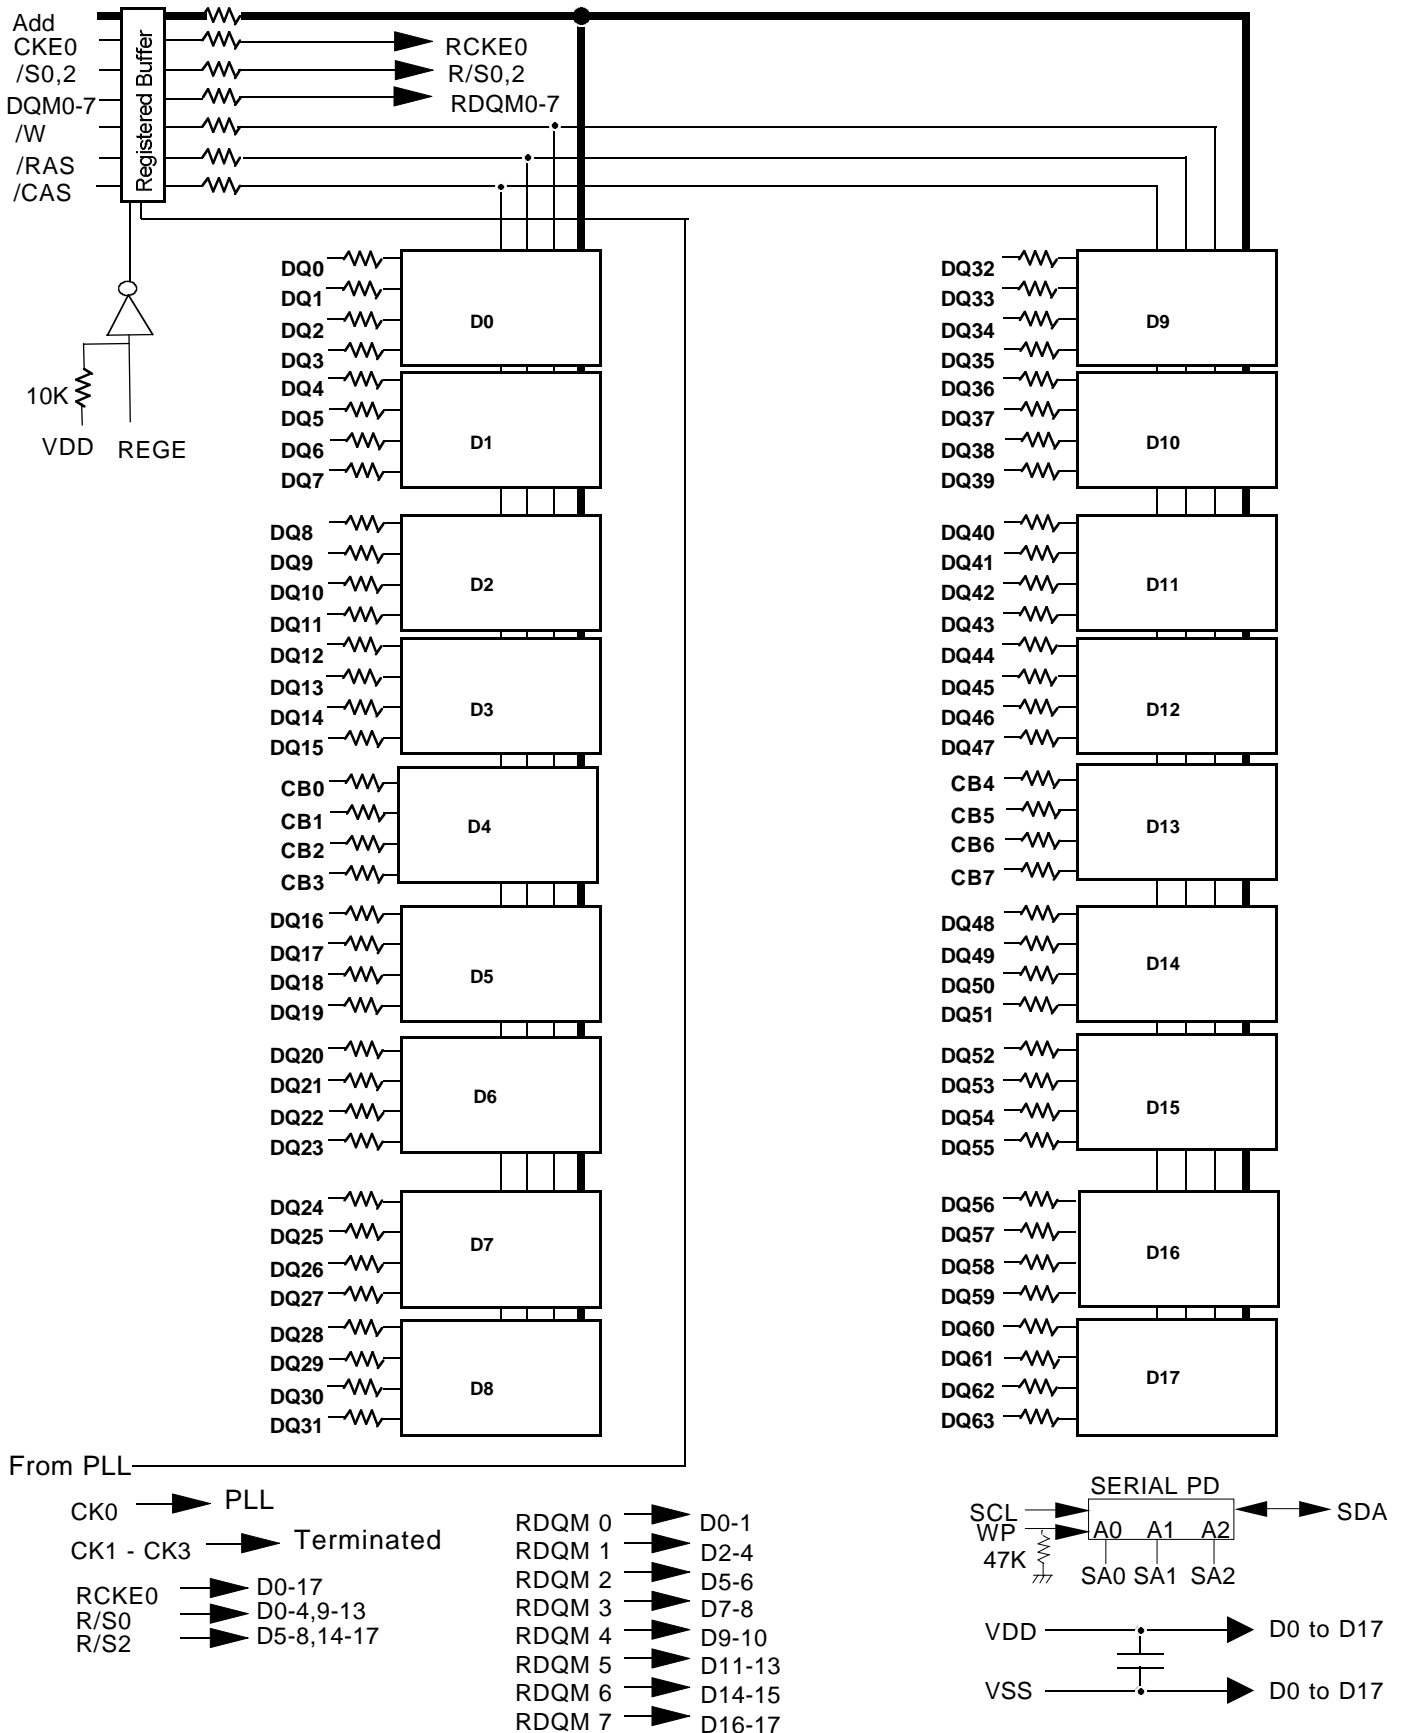 Add
CKE0
/S0,2
DQM0-7
/W
/RAS
/CAS
Registered Buffer
RCKE0
R/S0,2
RDQM0-7
10K
VDD
REGE
DQ0
DQ1
DQ2
DQ3
D0
DQ4
DQ5
DQ6
DQ7
D1
DQ8
DQ9
DQ10
DQ11
D2
DQ12
DQ13
DQ14
DQ15
D3
CB0
CB1
CB2
CB3
D4
DQ16
DQ17
DQ18
DQ19
D5
DQ20
DQ21
DQ22
DQ23
D6
DQ24
DQ25
DQ26
DQ27
D7
DQ28
DQ29
DQ30
DQ31
D8
DQ32
DQ33
DQ34
DQ35
D9
DQ36
DQ37
DQ38
DQ39
D10
DQ40
DQ41
DQ42
DQ43
D11
DQ44
DQ45
DQ46
DQ47
D12
CB4
CB5
CB6
CB7
D13
DQ48
DQ49
DQ50
DQ51
D14
DQ52
DQ53
DQ54
DQ55
D15
DQ56
DQ57
DQ58
DQ59
D16
DQ60
DQ61
DQ62
DQ63
D17
From PLL
CK0 PLL
CK1 - CK3 Terminated
RCKE0 D0-17
R/S0 D0-4,9-13
R/S2 D5-8,14-17
RDQM 0 D0-1
RDQM 1 D2-4
RDQM 2 D5-6
RDQM 3 D7-8
RDQM 4 D9-10
RDQM 5 D11-13
RDQM 6 D14-15
RDQM 7 D16-17
SERIAL PD
SCL SDA
WP A0 A1 A2
47K
SA0 SA1 SA2
VDD D0 to D17
VSS D0 to D17